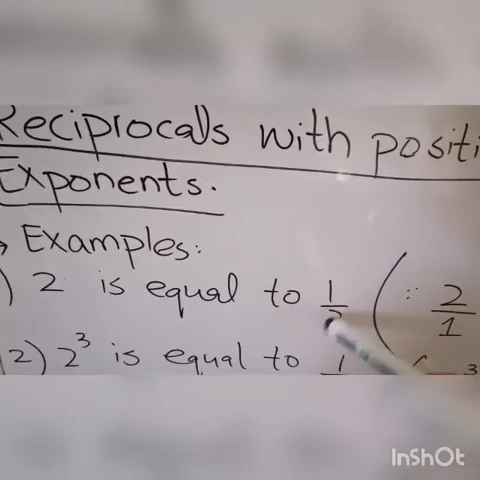 Reciprocals with positi
Exponents.
→ Examples:
) 2 is equal to 1/2 (∵ 2/1
2) 2³ is equal to 1 ( 3
InShOt